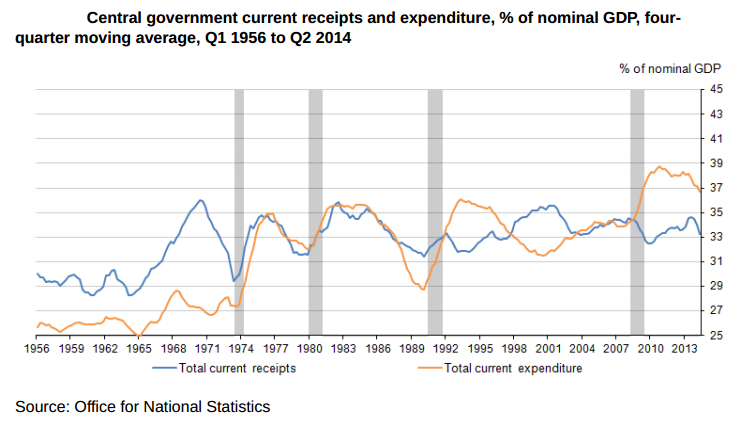 Central government current receipts and expenditure, % of nominal GDP, four-
quarter moving average, Q1 1956 to Q2 2014
% of nominal GDP
45
43
41
39
37
35
33
31
29
27
25
1956 1959 1962 1965 1968 1971 1974 1977 1980 1983 1986 1989 1992 1995 1998 2001 2004 2007 2010 2013
Total current receipts Total current expenditure
Source: Office for National Statistics